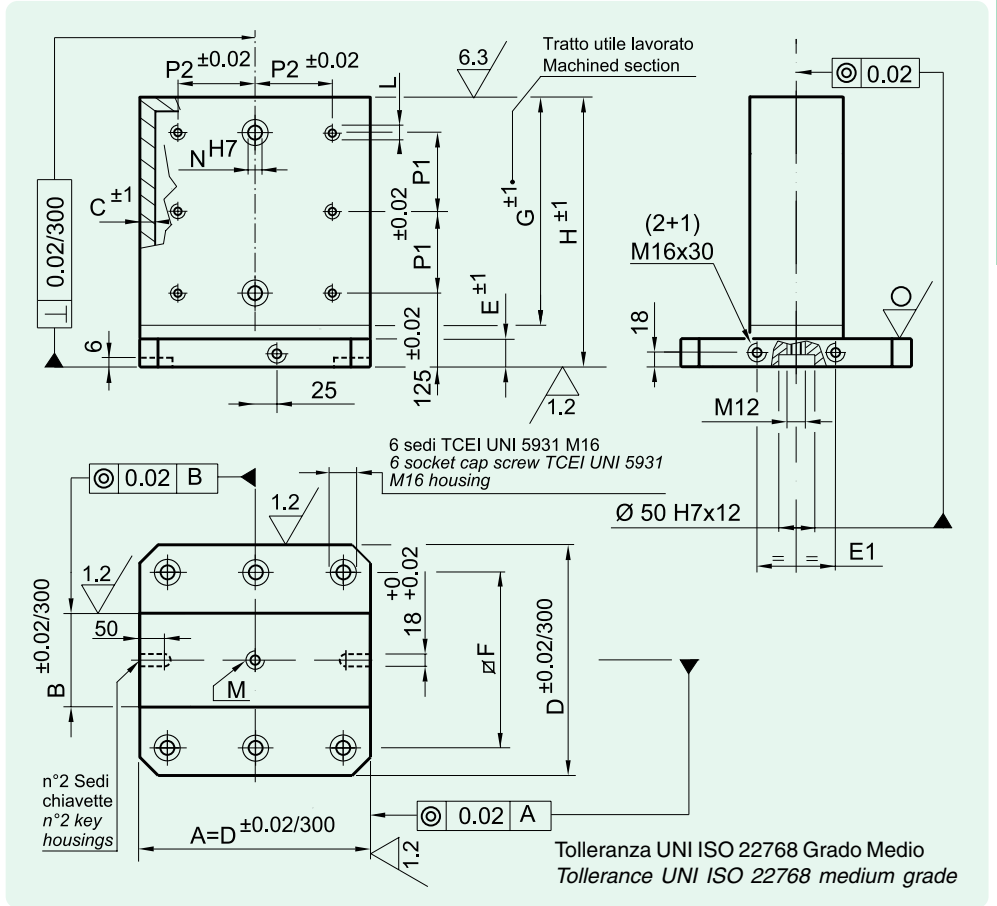 P2 ±0.02
P2 ±0.02
L
6.3
Tratto utile lavorato
Machined section
◎ 0.02
N H7
P1
±0.02
P1
C ±1
G ±1
H ±1
E ±1
⊥ 0.02/300
6
25
125 ±0.02
1.2
(2+1)
M16x30
18
M12
Ø 50 H7x12
= =
E1
6 sedi TCEI UNI 5931 M16
6 socket cap screw TCEI UNI 5931
M16 housing
◎ 0.02 B
1.2
1.2
50
B ±0.02/300
M
18 +0 +0.02
øF
D ±0.02/300
n°2 Sedi
chiavette
n°2 key
housings
A=D ±0.02/300
1.2
◎ 0.02 A
Tolleranza UNI ISO 22768 Grado Medio
Tollerance UNI ISO 22768 medium grade